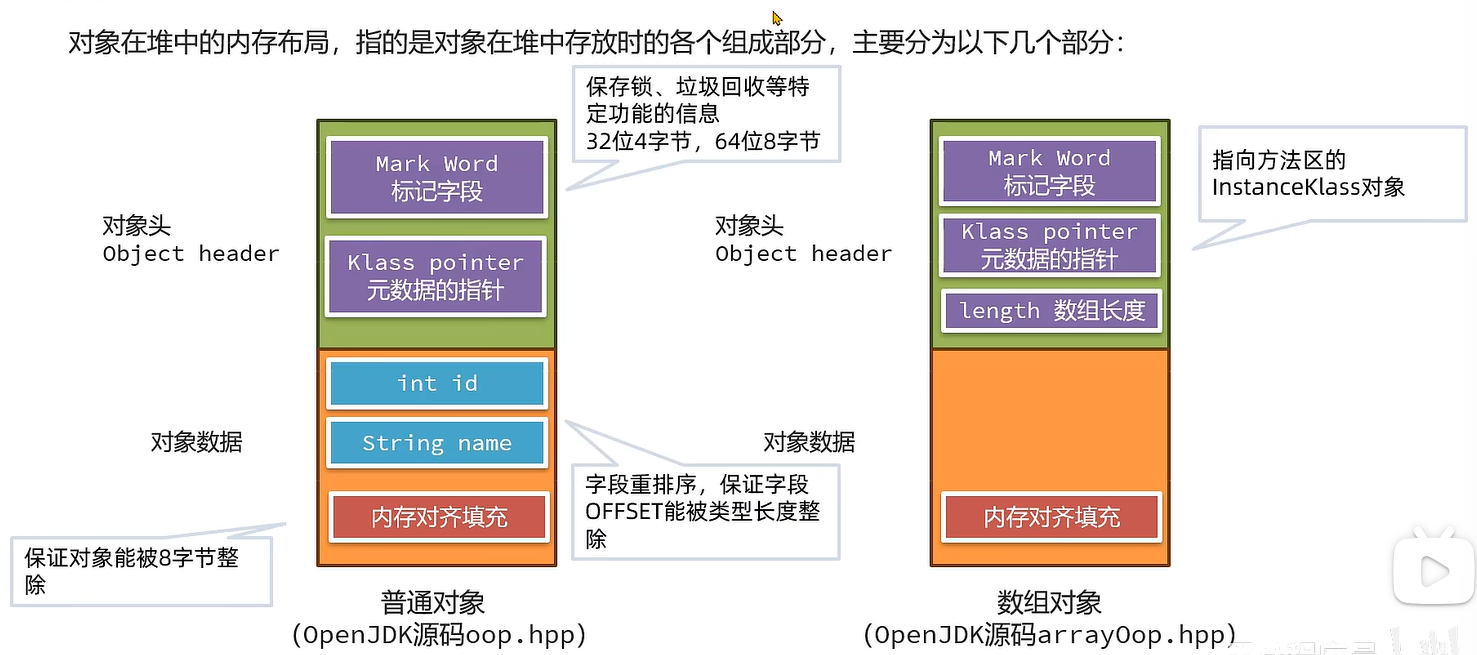 对象在堆中的内存布局，指的是对象在堆中存放时的各个组成部分，主要分为以下几个部分：
保存锁、垃圾回收等特
定功能的信息
32位4字节，64位8字节
对象头
Object header
Mark Word
标记字段
Klass pointer
元数据的指针
对象数据
int id
String name
内存对齐填充
字段重排序，保证字段
OFFSET能被类型长度整
除
保证对象能被8字节整
除
普通对象
(OpenJDK源码oop.hpp)
指向方法区的
InstanceKlass对象
对象头
Object header
Mark Word
标记字段
Klass pointer
元数据的指针
length 数组长度
对象数据
内存对齐填充
数组对象
(OpenJDK源码arrayOop.hpp)